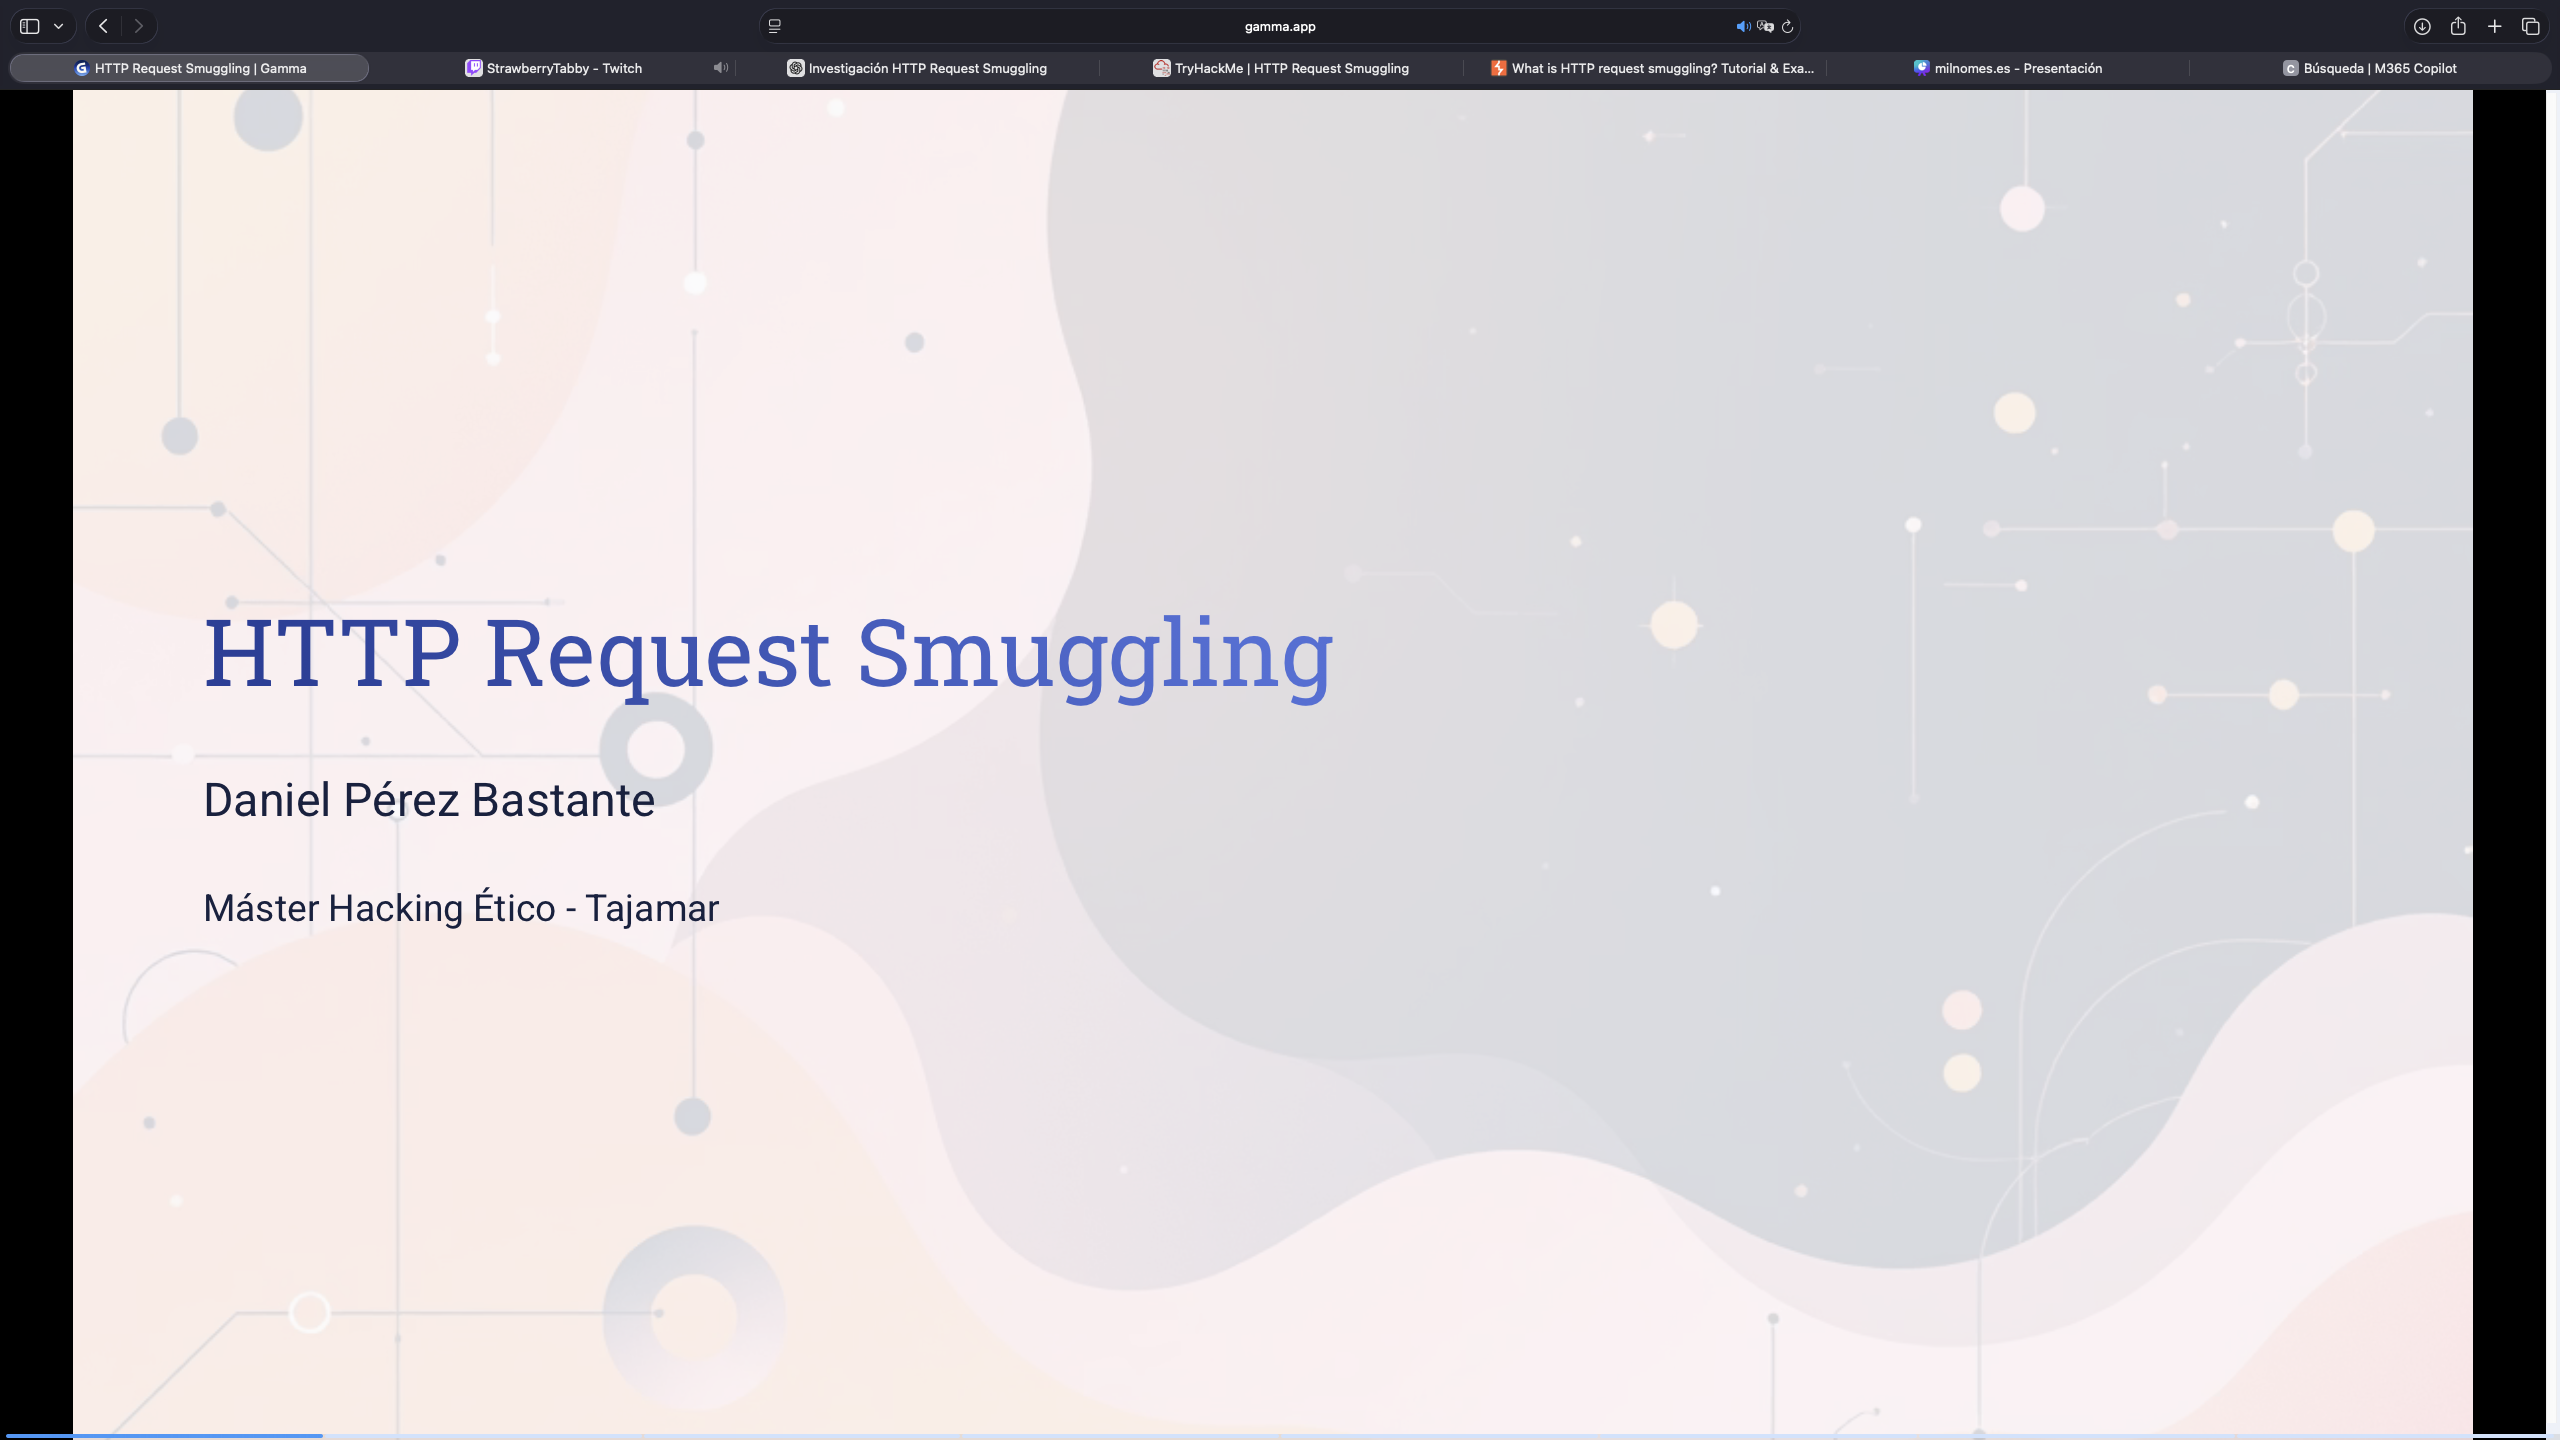 gamma.app
HTTP Request Smuggling | Gamma
StrawberryTabby - Twitch
Investigación HTTP Request Smuggling
TryHackMe | HTTP Request Smuggling
What is HTTP request smuggling? Tutorial & Exa...
milnomes.es - Presentación
C Búsqueda | M365 Copilot
HTTP Request Smuggling
Daniel Pérez Bastante
Máster Hacking Ético - Tajamar